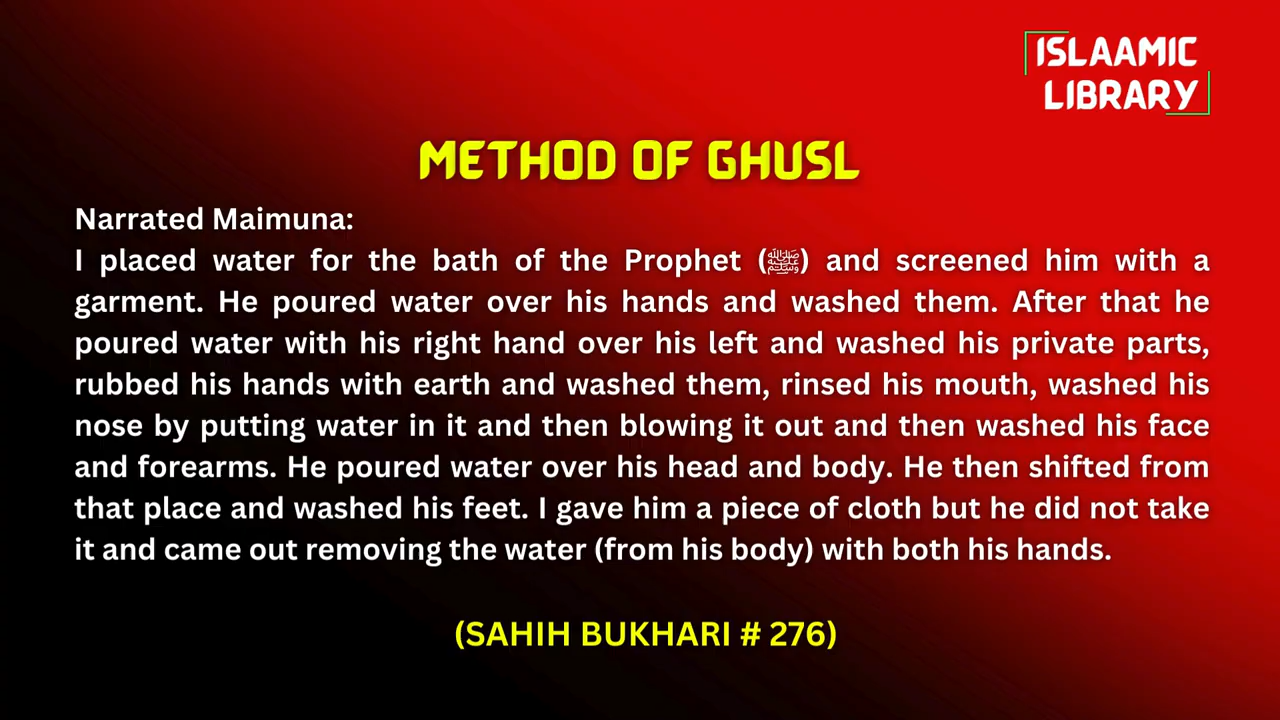 ISLAAMIC
LIBRARY
METHOD OF GHUSL
Narrated Maimuna:
I placed water for the bath of the Prophet (ﷺ) and screened him with a
garment. He poured water over his hands and washed them. After that he
poured water with his right hand over his left and washed his private parts,
rubbed his hands with earth and washed them, rinsed his mouth, washed his
nose by putting water in it and then blowing it out and then washed his face
and forearms. He poured water over his head and body. He then shifted from
that place and washed his feet. I gave him a piece of cloth but he did not take
it and came out removing the water (from his body) with both his hands.
(SAHIH BUKHARI # 276)